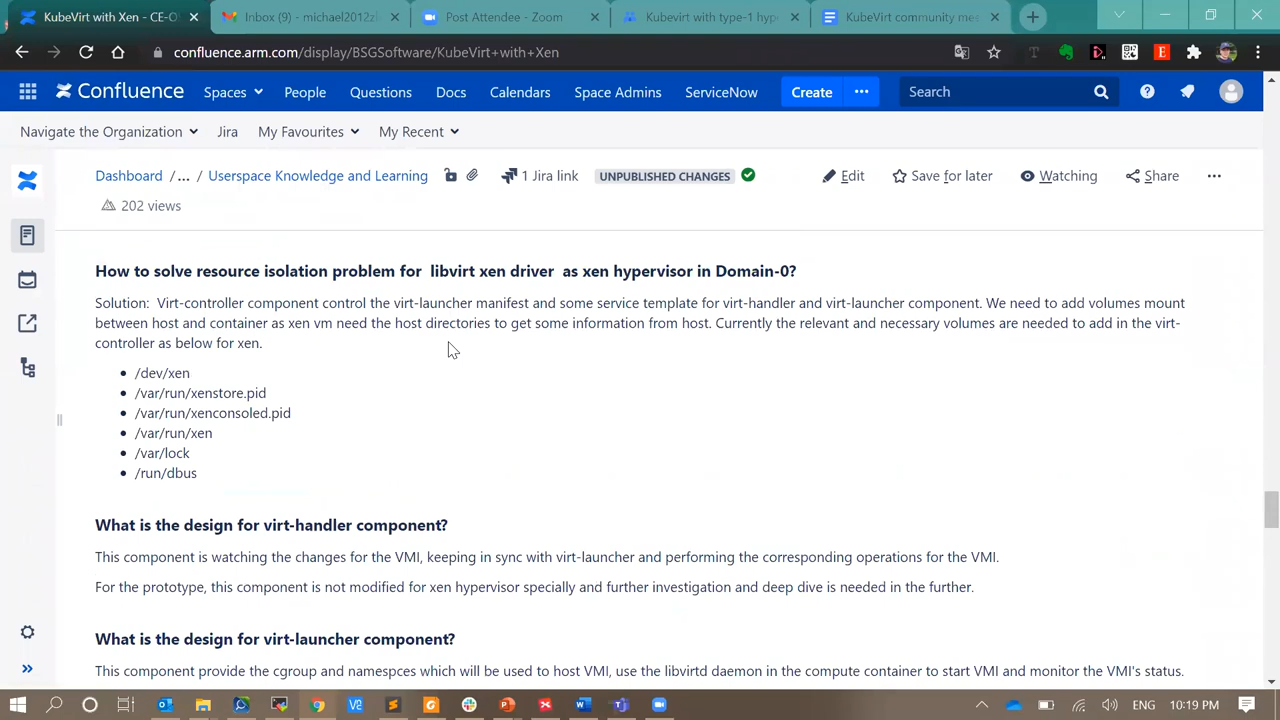 KubeVirt with Xen - CE-O
Inbox (9) - michael2012z
Post Attendee - Zoom
Kubevirt with type-1 hyp
KubeVirt community me
confluence.arm.com/display/BSGSoftware/KubeVirt+with+Xen
Confluence
Spaces
People
Questions
Docs
Calendars
Space Admins
ServiceNow
Create
Search
Navigate the Organization
Jira
My Favourites
My Recent
Dashboard /... / Userspace Knowledge and Learning
1 Jira link
UNPUBLISHED CHANGES
Edit
Save for later
Watching
Share
202 views
How to solve resource isolation problem for libvirt xen driver as xen hypervisor in Domain-0?
Solution: Virt-controller component control the virt-launcher manifest and some service template for virt-handler and virt-launcher component. We need to add volumes mount
between host and container as xen vm need the host directories to get some information from host. Currently the relevant and necessary volumes are needed to add in the virt-
controller as below for xen.
• /dev/xen
• /var/run/xenstore.pid
• /var/run/xenconsoled.pid
• /var/run/xen
• /var/lock
• /run/dbus
What is the design for virt-handler component?
This component is watching the changes for the VMI, keeping in sync with virt-launcher and performing the corresponding operations for the VMI.
For the prototype, this component is not modified for xen hypervisor specially and further investigation and deep dive is needed in the further.
What is the design for virt-launcher component?
This component provide the cgroup and namespces which will be used to host VMI, use the libvirtd daemon in the compute container to start VMI and monitor the VMI's status.
ENG
10:19 PM